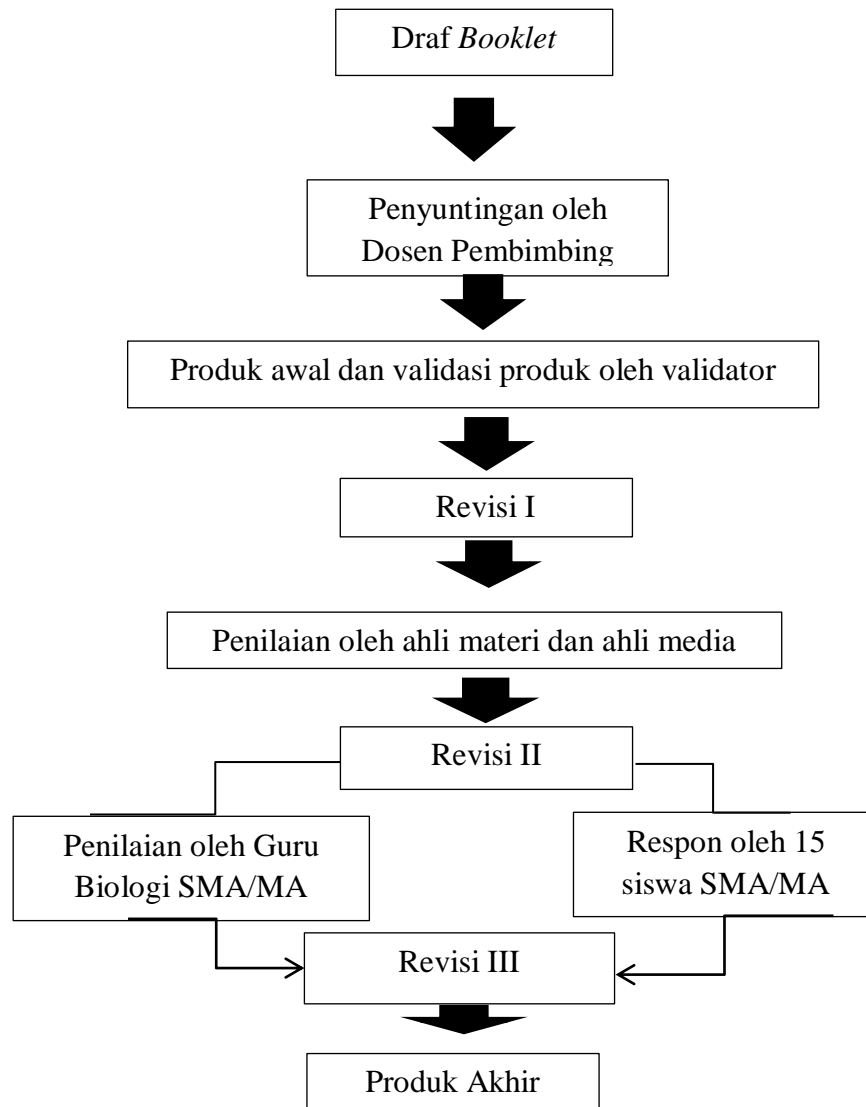 Draf Booklet
Penyuntingan oleh
Dosen Pembimbing
Produk awal dan validasi produk oleh validator
Revisi I
Penilaian oleh ahli materi dan ahli media
Revisi II
Penilaian oleh Guru
Biologi SMA/MA
Respon oleh 15
siswa SMA/MA
Revisi III
Produk Akhir